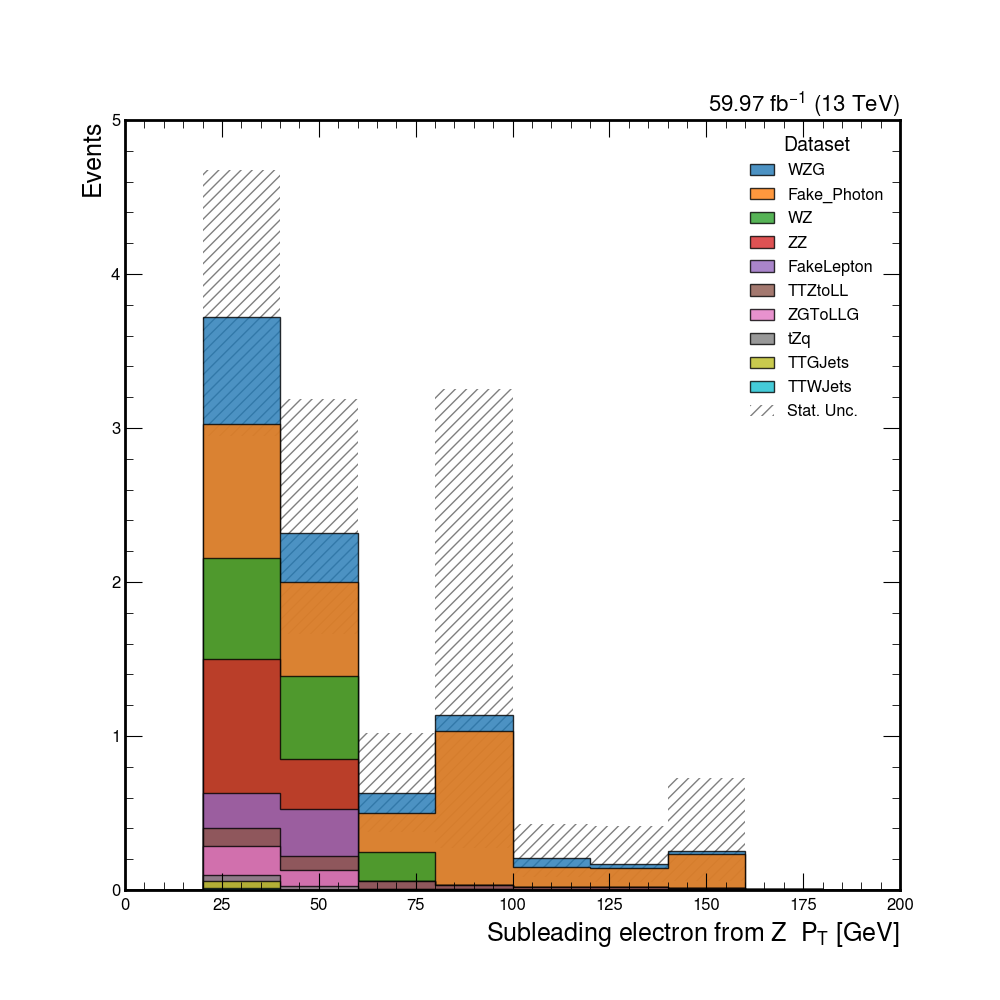 59.97 fb⁻¹ (13 TeV)
Events
5
4
3
2
1
0
Dataset
WZG
Fake_Photon
WZ
ZZ
FakeLepton
TTZtoLL
ZGToLLG
tZq
TTGJets
TTWJets
Stat. Unc.
0 25 50 75 100 125 150 175 200
Subleading electron from Z P_T [GeV]